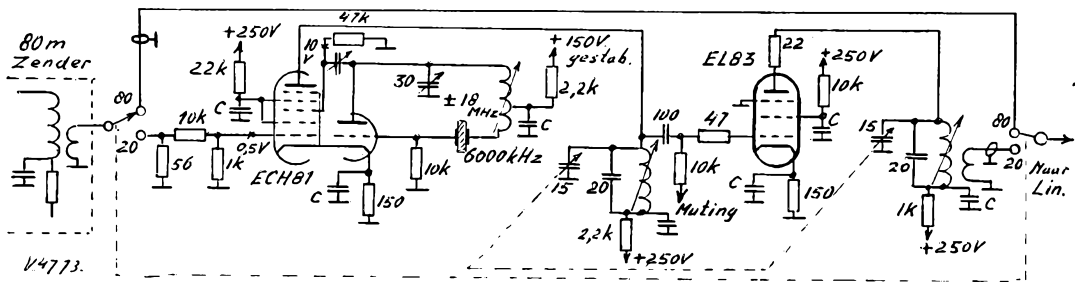 80m
Zender
80
20
V4773.
10k
56
1k
0,5V
+250V
22k
C
10
V
47k
ECH81
C
150
30
±18
MHz
10k
6000kHz
+150V
gestab.
2,2k
C
15
20
2,2k
+250V
100
10k
Muting
47
EL83
22
+250V
10k
C
C
150
15
20
1k
+250V
C
80
20
Naar
Lin.